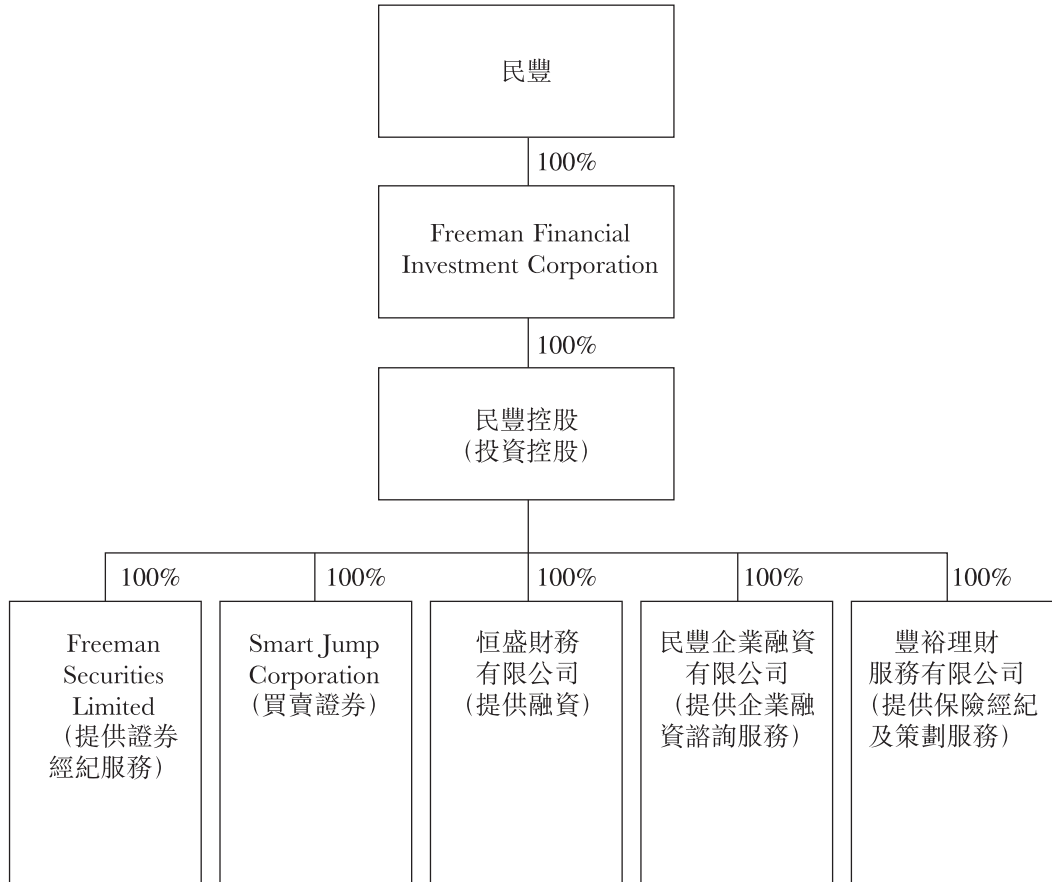 民豐
100%
Freeman Financial
Investment Corporation
100%
民豐控股
（投資控股）
100%
100%
100%
100%
100%
Freeman
Securities
Limited
（提供證券
經紀服務）
Smart Jump
Corporation
（買賣證券）
恒盛財務
有限公司
（提供融資）
民豐企業融資
有限公司
（提供企業融
資諮詢服務）
豐裕理財
服務有限公司
（提供保險經紀
及策劃服務）